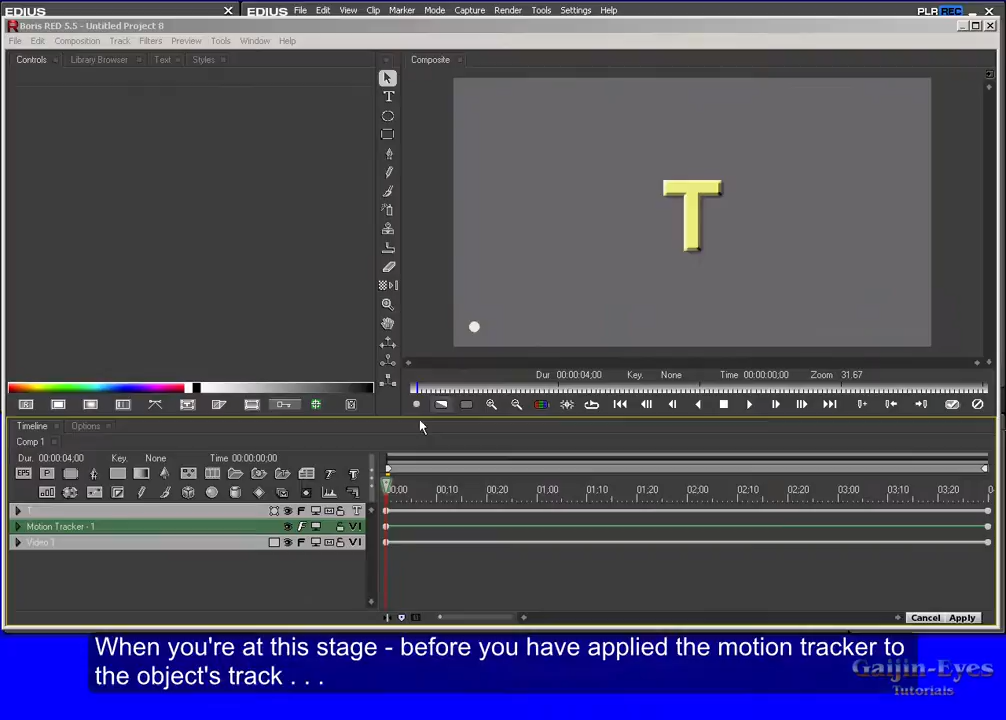 EDIUS
EDIUS File Edit View Clip Marker Mode Capture Render Tools Settings Help PLR REC
Boris RED 5.5 - Untitled Project 8
File Edit Composition Track Filters Preview Tools Window Help
Controls Library Browser Text Styles Composite
T
Dur 00:00:04;00 Key. None Time 00:00:00;00 Zoom 31.67
Timeline Options
Comp 1
Dur. 00:00:04;00 Key: None Time 00:00:00;00
00;00 00;10 00;20 01;00 01;10 01;20 02;00 02;10 02;20 03;00 03;20
T
Motion Tracker - 1
Video 1
Cancel Apply
When you're at this stage - before you have applied the motion tracker to
the object's track . . .
Gaijin-Eyes
Tutorials